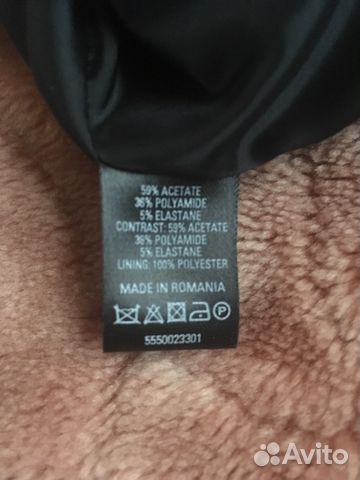 59% ACETATE
36% POLYAMIDE
5% ELASTANE
CONTRAST: 59% ACETATE
36% POLYAMIDE
5% ELASTANE
LINING: 100% POLYESTER
MADE IN ROMANIA
P
5550023301
Avito